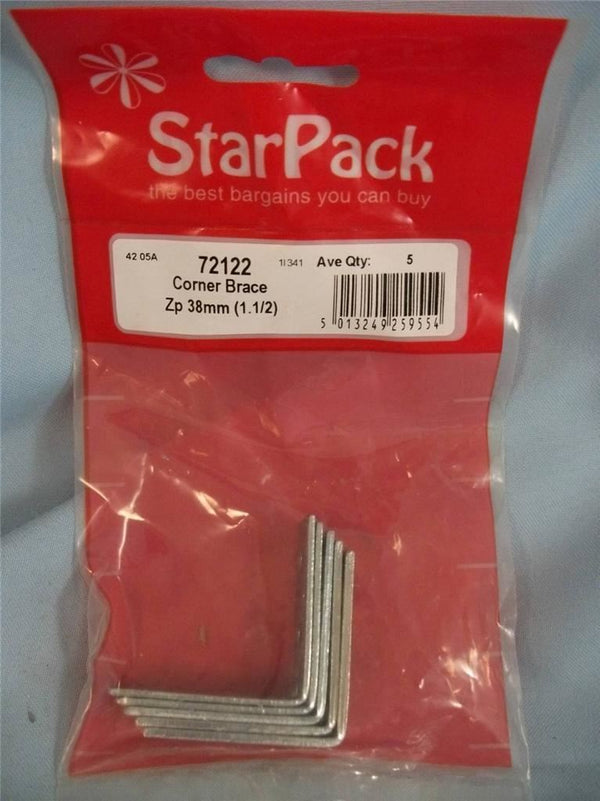 StarPack
the best bargains you can buy
42 05A 72122 1/341 Ave Qty: 5
Corner Brace
Zp 38mm (1.1/2)
5 013249 259554